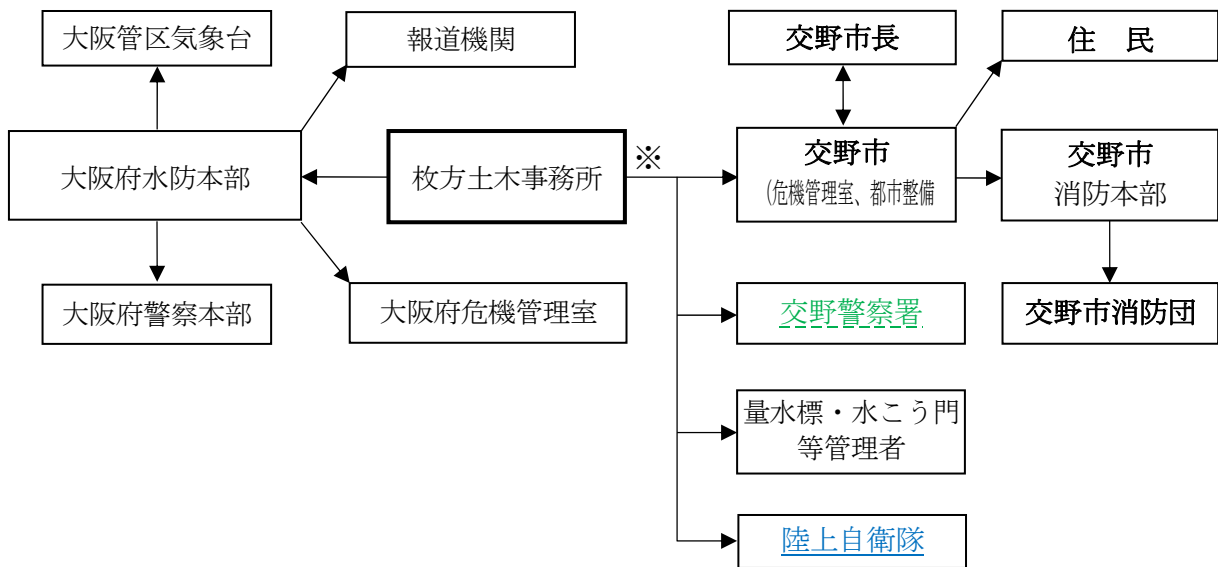 大阪管区気象台
報道機関
交野市長
住　民
大阪府水防本部
枚方土木事務所
※
交野市
(危機管理室、都市整備
交野市
消防本部
大阪府警察本部
大阪府危機管理室
交野警察署
交野市消防団
量水標・水こう門
等管理者
陸上自衛隊